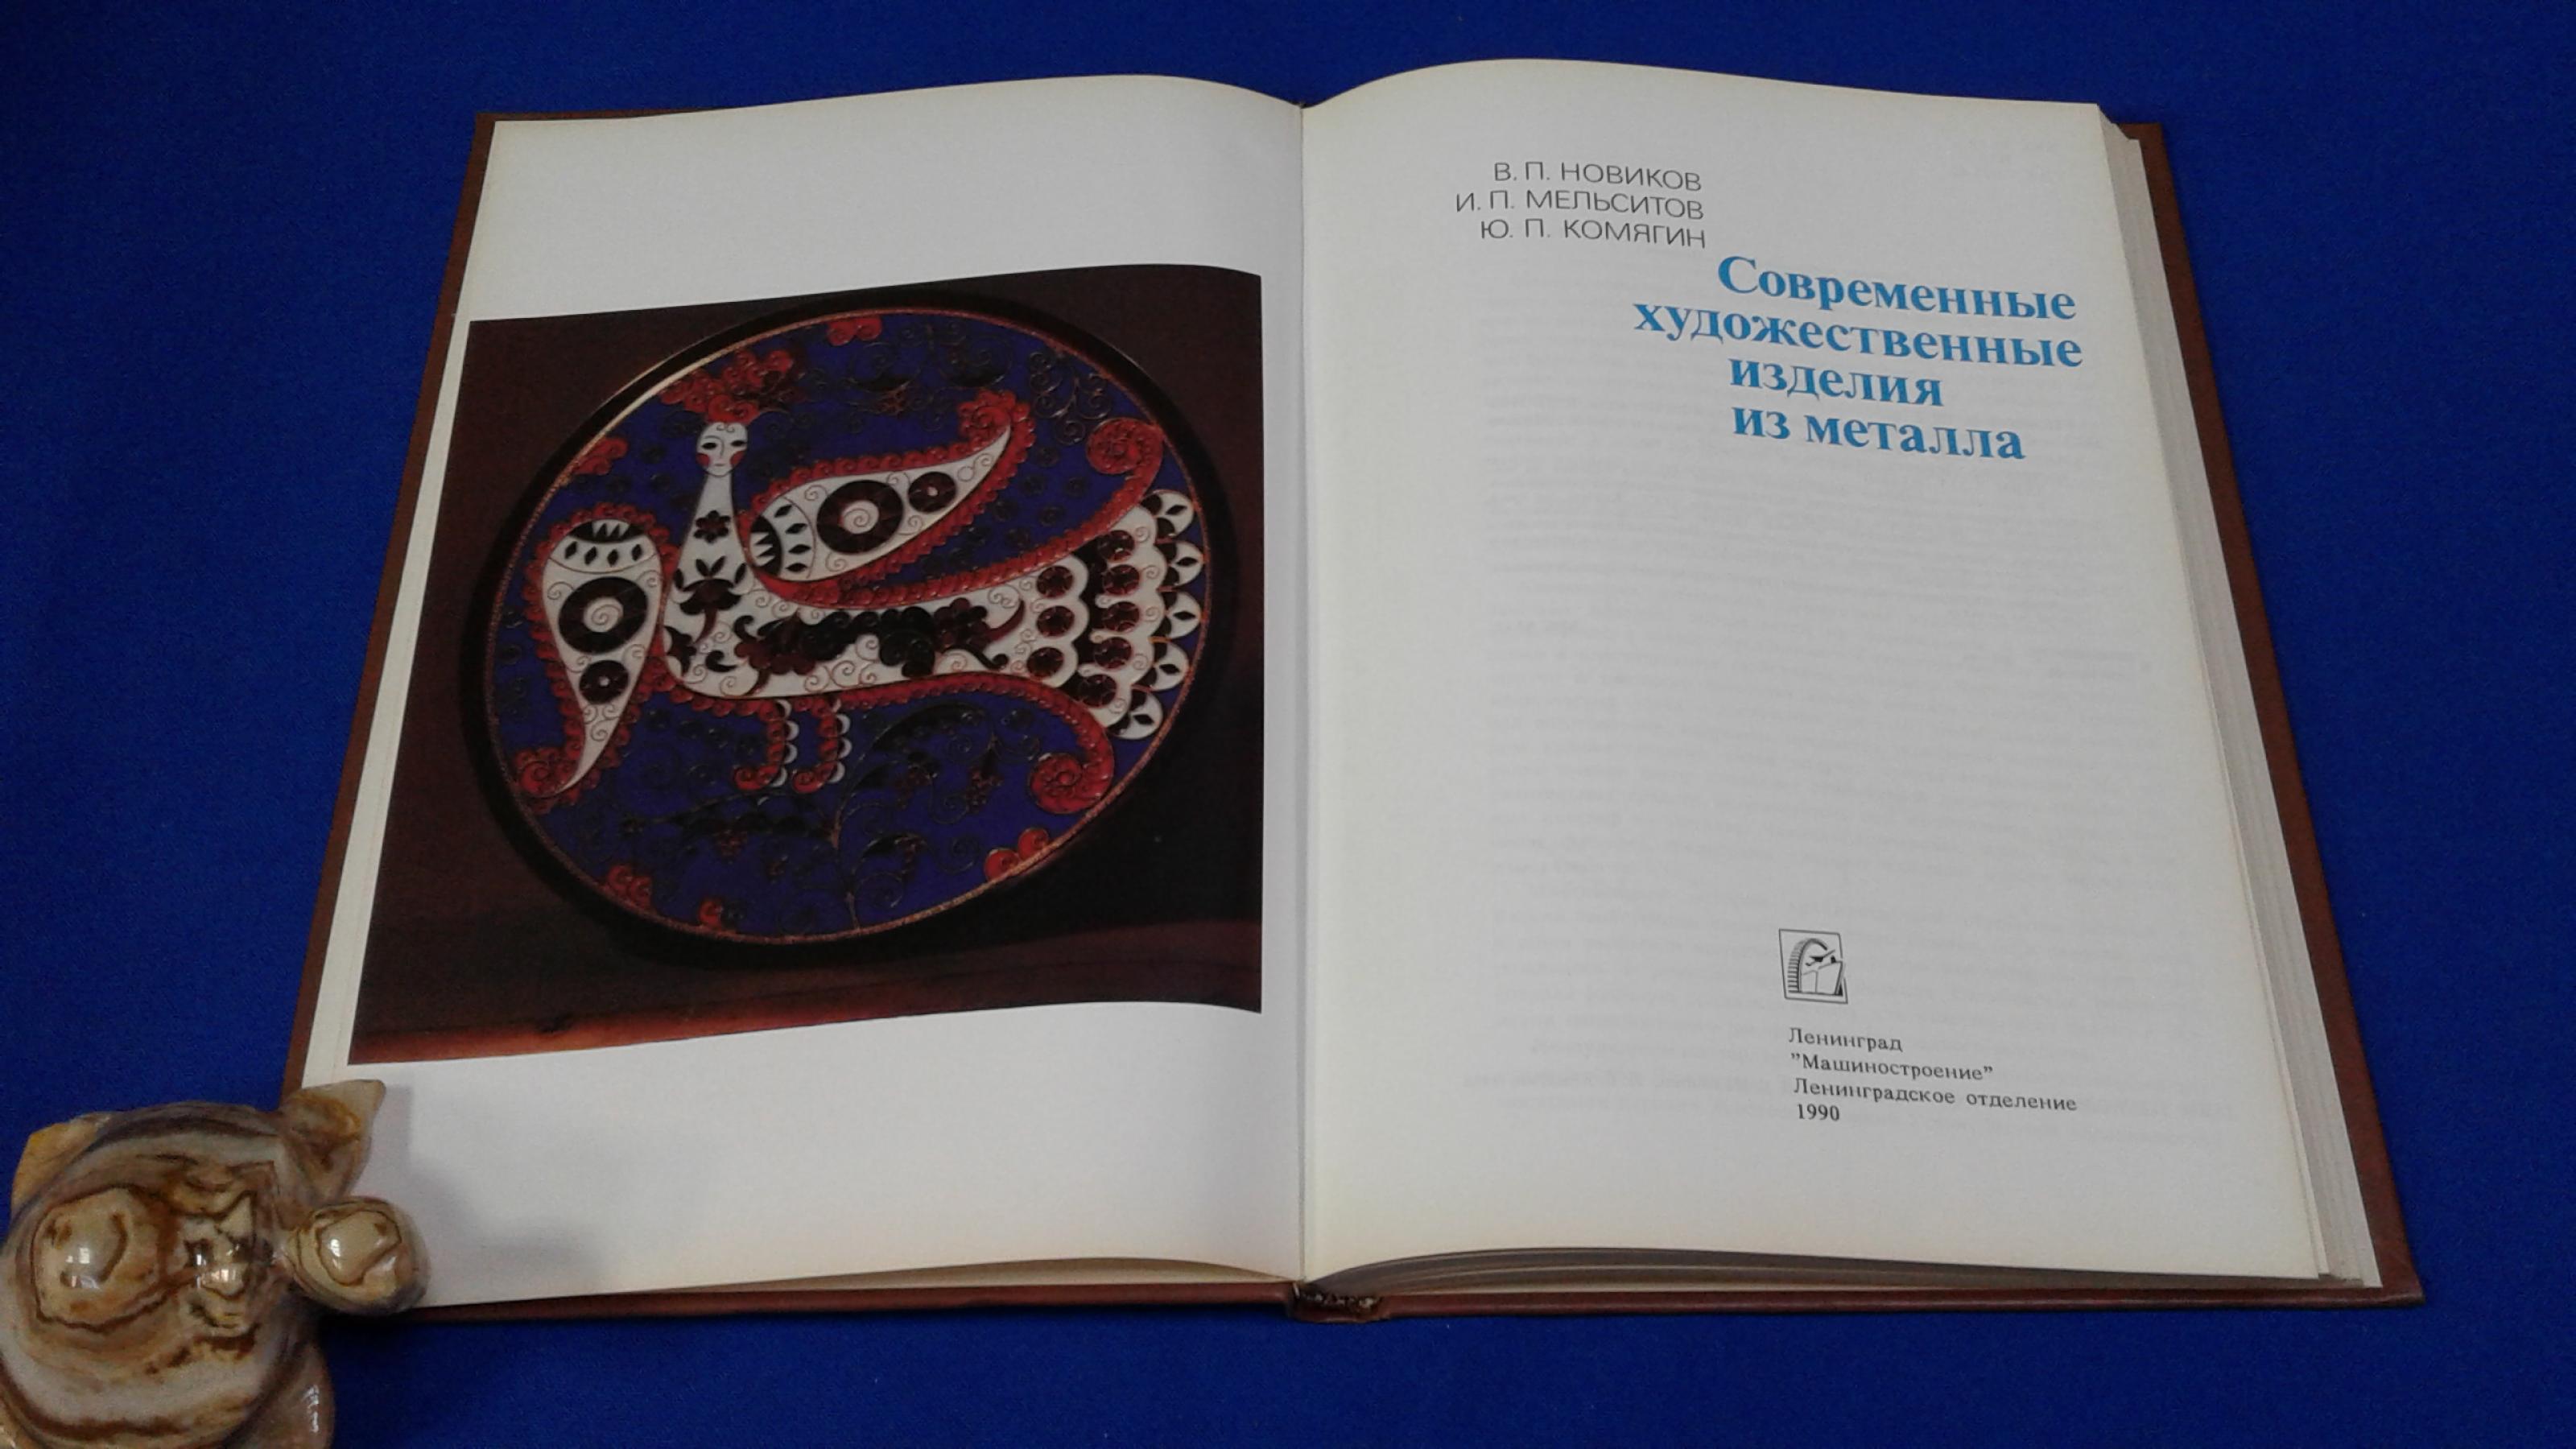 В. П. НОВИКОВ
И. П. МЕЛЬСИТОВ
Ю. П. КОМЯГИН
Современные
художественные
изделия
из металла
Ленинград
"Машиностроение"
Ленинградское отделение
1990